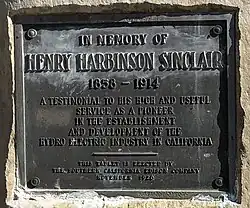 IN MEMORY OF
HENRY HARBINSON SINCLAIR
1858 - 1914
A TESTIMONIAL TO HIS HIGH AND USEFUL
SERVICE AS A PIONEER
IN THE ESTABLISHMENT
AND DEVELOPMENT OF THE
HYDRO ELECTRIC INDUSTRY IN CALIFORNIA
THIS TABLET IS ERECTED BY
THE SOUTHERN CALIFORNIA EDISON COMPANY
NOVEMBER 1926